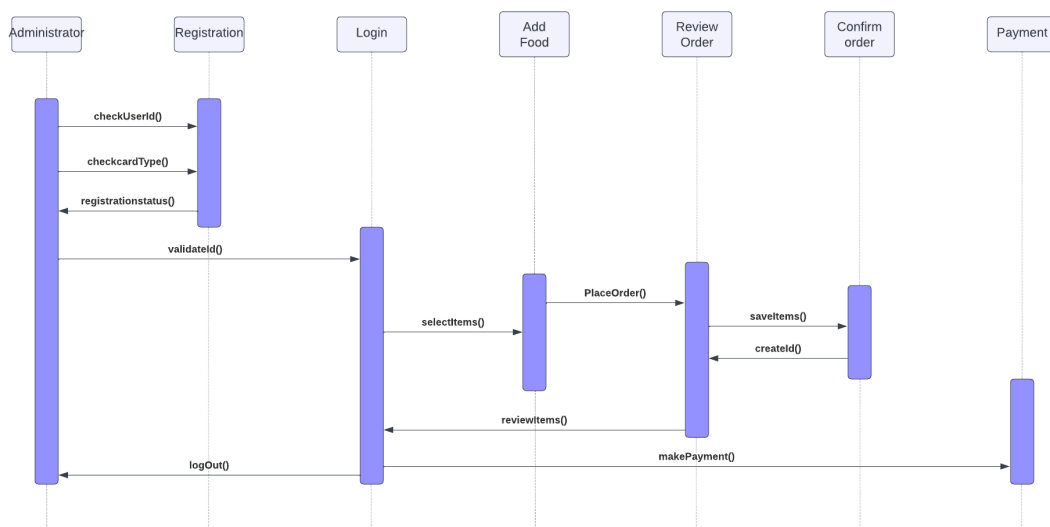 Administrator
Registration
Login
Add
Food
Review
Order
Confirm
order
Payment
checkUserId()
checkcardType()
registrationstatus()
validateId()
PlaceOrder()
selectItems()
saveItems()
createId()
reviewItems()
makePayment()
logOut()